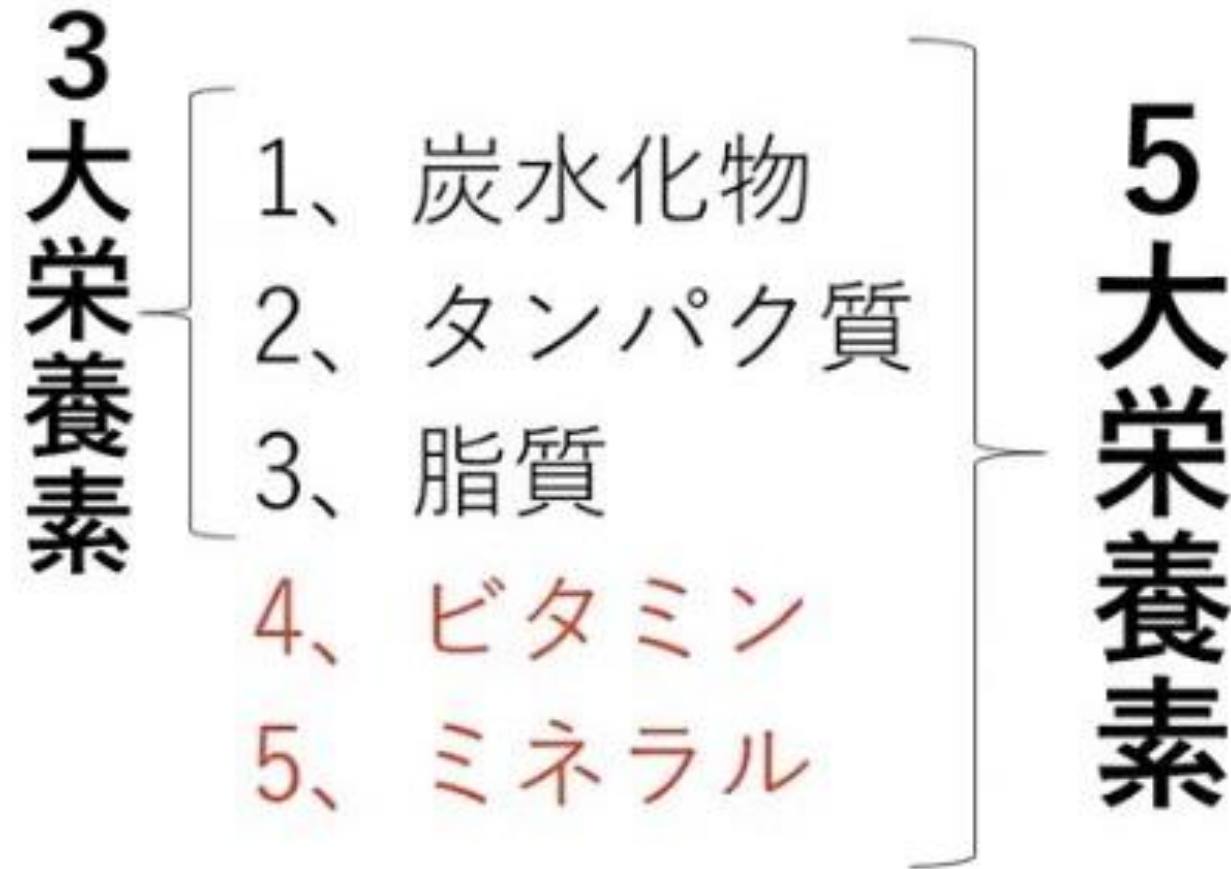 3大栄養素
1、炭水化物
2、タンパク質
3、脂質
4、ビタミン
5、ミネラル
5大栄養素